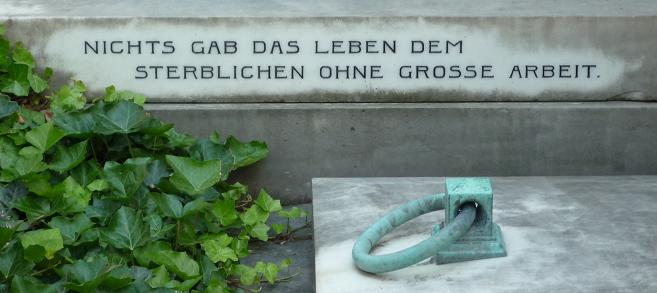 NICHTS GAB DAS LEBEN DEM
STERBLICHEN OHNE GROSSE ARBEIT.